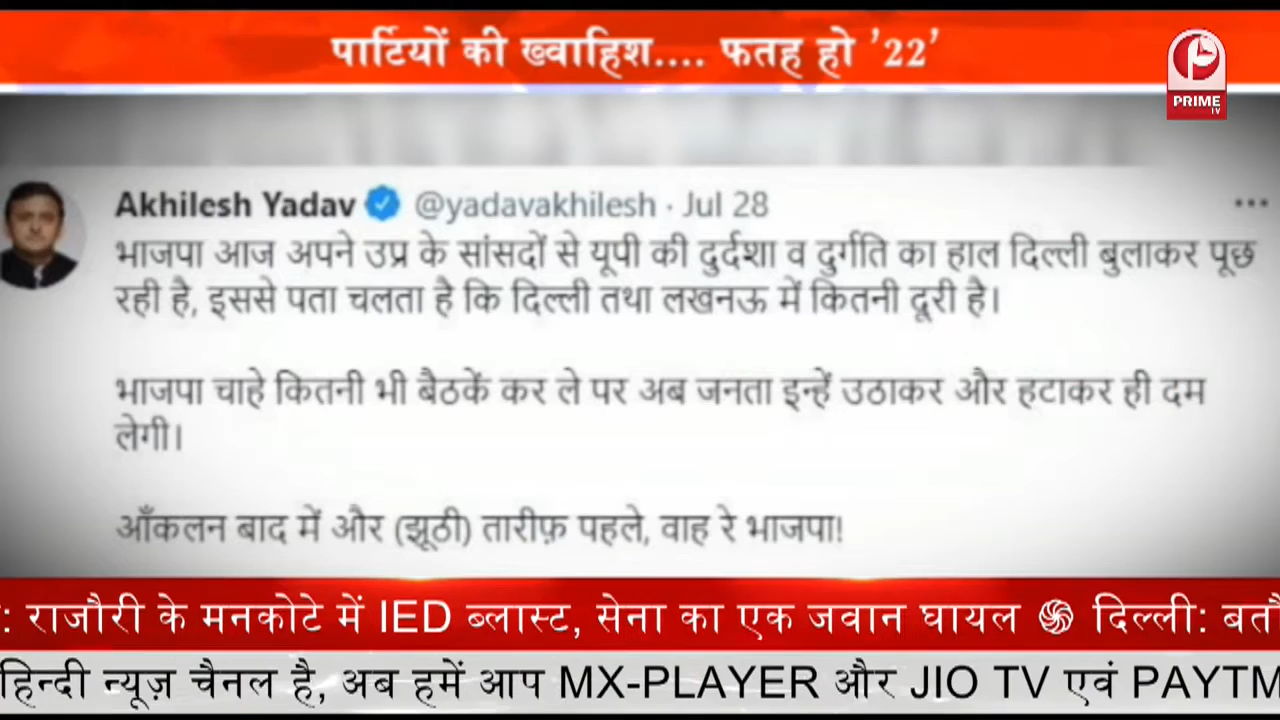 पार्टियों की ख्वाहिश.... फतह हो '22'
PRIME
TV
Akhilesh Yadav @yadavakhilesh · Jul 28
भाजपा आज अपने उप्र के सांसदों से यूपी की दुर्दशा व दुर्गति का हाल दिल्ली बुलाकर पूछ
रही है, इससे पता चलता है कि दिल्ली तथा लखनऊ में कितनी दूरी है।
भाजपा चाहे कितनी भी बैठकें कर ले पर अब जनता इन्हें उठाकर और हटाकर ही दम
लेगी।
आँकलन बाद में और (झूठी) तारीफ़ पहले, वाह रे भाजपा!
: राजौरी के मनकोटे में IED ब्लास्ट, सेना का एक जवान घायल दिल्ली:
हिन्दी न्यूज़ चैनल है, अब हमें आप MX-PLAYER और JIO TV एवं PAYTM